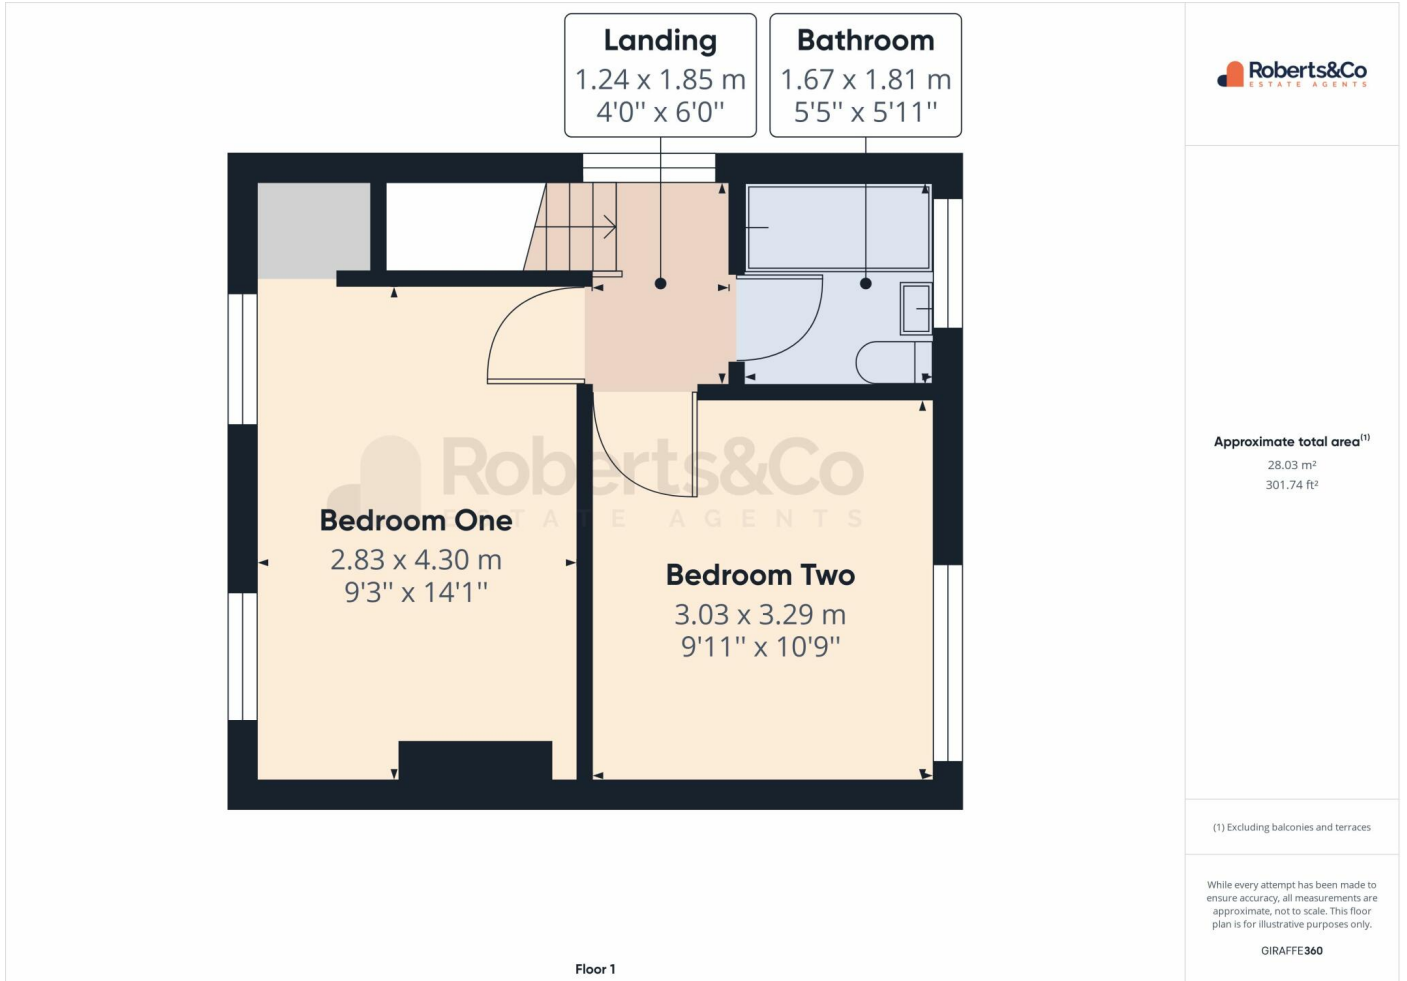 Landing
1.24 x 1.85 m
4'0'' x 6'0''
Bathroom
1.67 x 1.81 m
5'5'' x 5'11''
Roberts&Co
ESTATE AGENTS
Roberts&Co
ESTATE AGENTS
Bedroom One
2.83 x 4.30 m
9'3'' x 14'1''
Bedroom Two
3.03 x 3.29 m
9'11'' x 10'9''
Approximate total area(1)
28.03 m²
301.74 ft²
(1) Excluding balconies and terraces
While every attempt has been made to
ensure accuracy, all measurements are
approximate, not to scale. This floor
plan is for illustrative purposes only.
GIRAFFE360
Floor 1